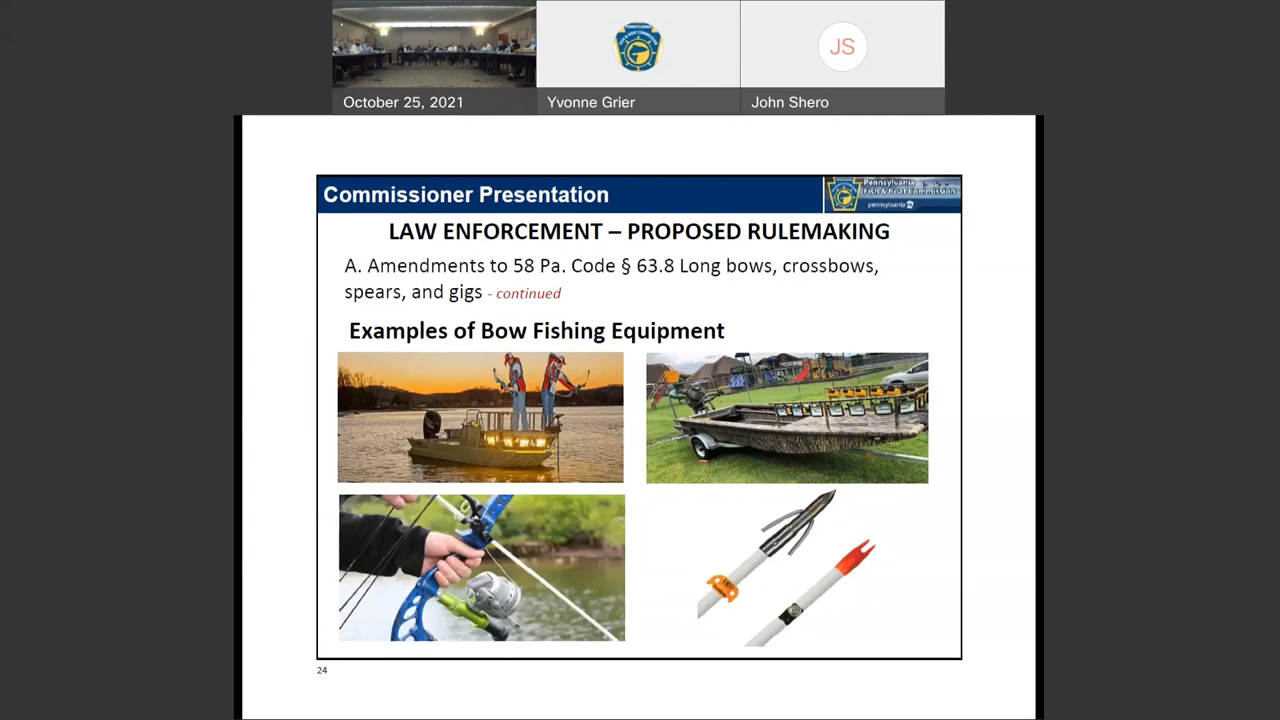 October 25, 2021
Yvonne Grier
JS
John Shero
Commissioner Presentation
Pennsylvania
Fish & Boat Commission
pennsylvania PA
LAW ENFORCEMENT – PROPOSED RULEMAKING
A. Amendments to 58 Pa. Code § 63.8 Long bows, crossbows,
spears, and gigs - continued
Examples of Bow Fishing Equipment
24